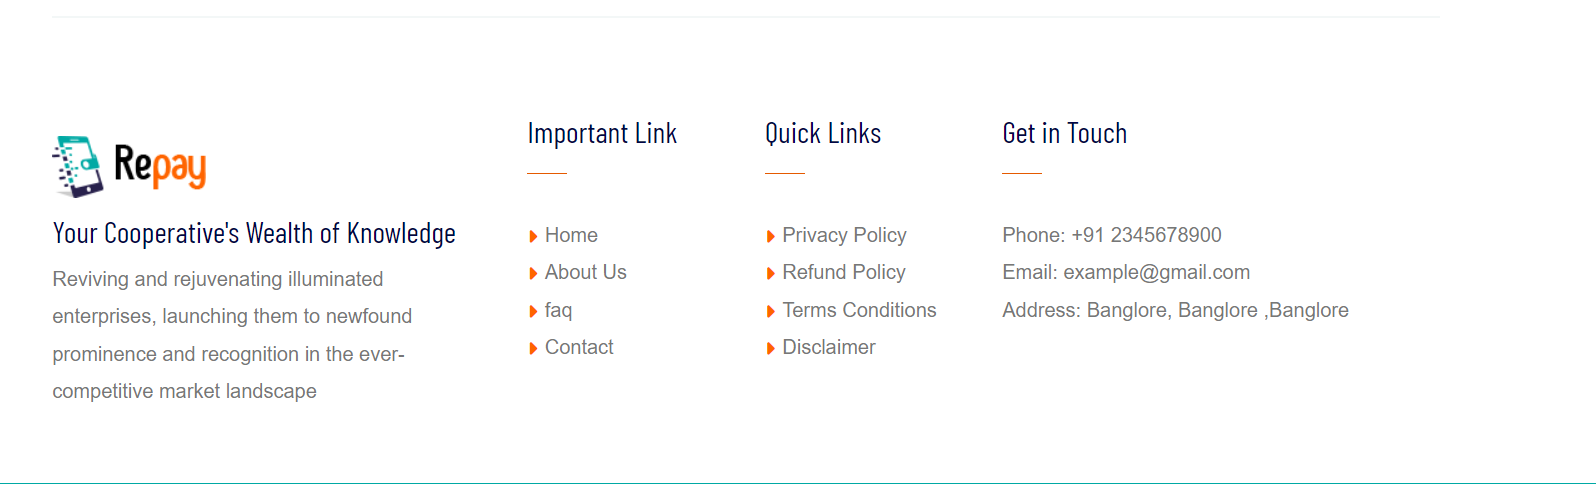 Repay
Your Cooperative's Wealth of Knowledge
Reviving and rejuvenating illuminated
enterprises, launching them to newfound
prominence and recognition in the ever-
competitive market landscape
Important Link
Home
About Us
faq
Contact
Quick Links
Privacy Policy
Refund Policy
Terms Conditions
Disclaimer
Get in Touch
Phone: +91 2345678900
Email: example@gmail.com
Address: Banglore, Banglore ,Banglore